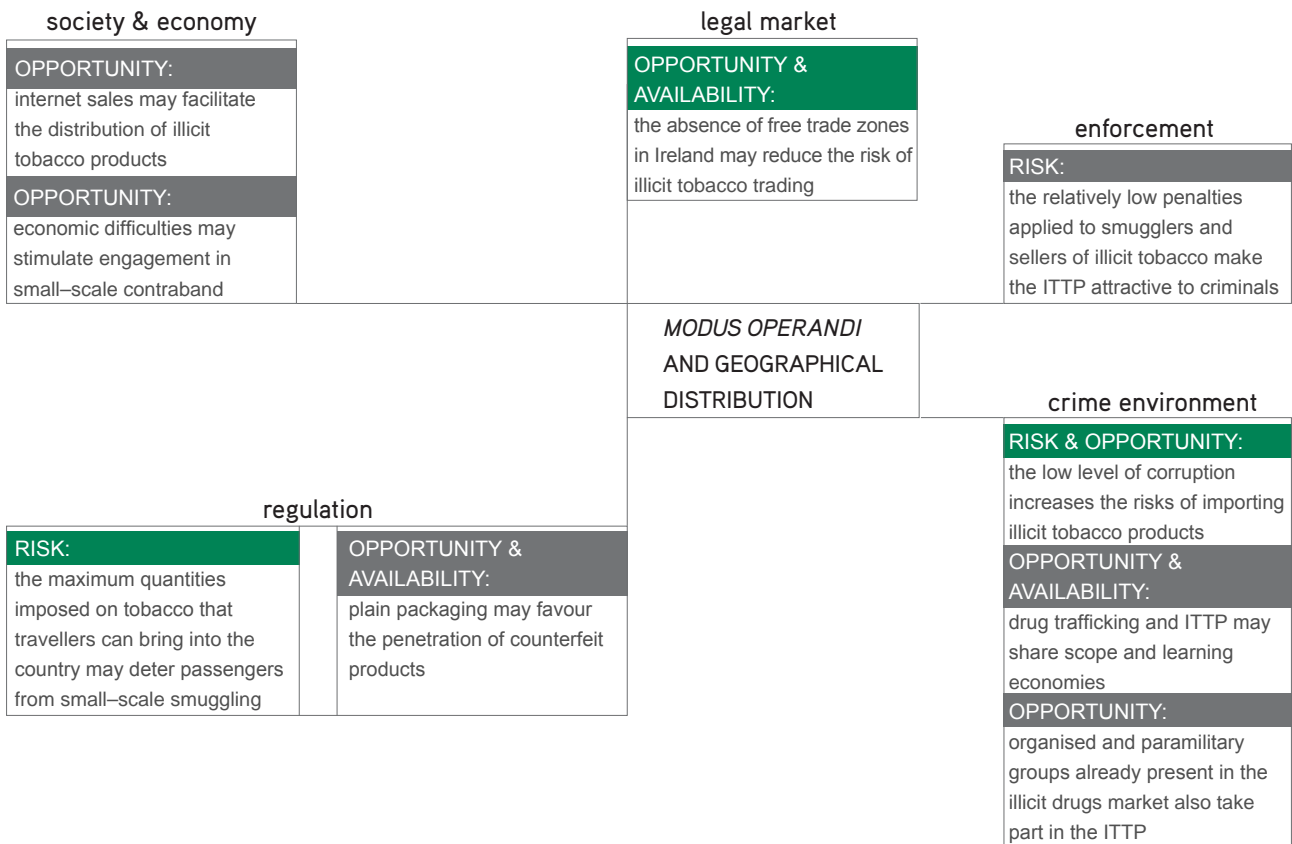 society & economy
OPPORTUNITY:
internet sales may facilitate
the distribution of illicit
tobacco products
OPPORTUNITY:
economic difficulties may
stimulate engagement in
small–scale contraband
legal market
OPPORTUNITY &
AVAILABILITY:
the absence of free trade zones
in Ireland may reduce the risk of
illicit tobacco trading
enforcement
RISK:
the relatively low penalties
applied to smugglers and
sellers of illicit tobacco make
the ITTP attractive to criminals
MODUS OPERANDI
AND GEOGRAPHICAL
DISTRIBUTION
regulation
RISK:
the maximum quantities
imposed on tobacco that
travellers can bring into the
country may deter passengers
from small–scale smuggling
OPPORTUNITY &
AVAILABILITY:
plain packaging may favour
the penetration of counterfeit
products
crime environment
RISK & OPPORTUNITY:
the low level of corruption
increases the risks of importing
illicit tobacco products
OPPORTUNITY &
AVAILABILITY:
drug trafficking and ITTP may
share scope and learning
economies
OPPORTUNITY:
organised and paramilitary
groups already present in the
illicit drugs market also take
part in the ITTP